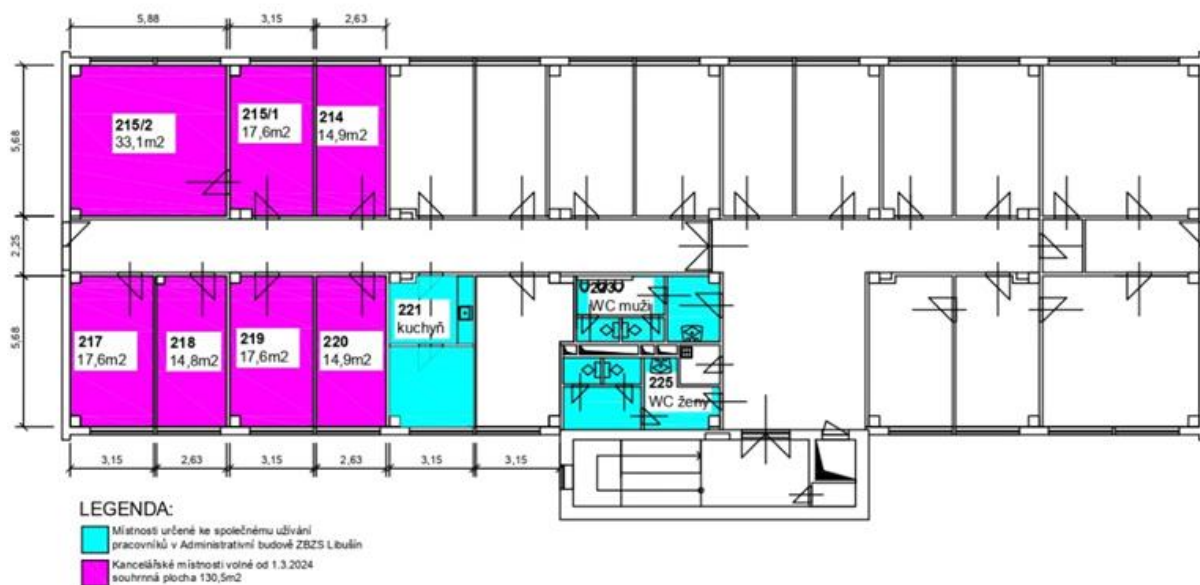 5,88
3,15
2,63
5,68
2,25
5,68
215/2
33,1m2
215/1
17,6m2
214
14,9m2
217
17,6m2
218
14,8m2
219
17,6m2
220
14,9m2
221
kuchyň
WC muži
225
WC ženy
3,15
2,63
3,15
2,63
3,15
3,15
LEGENDA:
Místnosti určené ke společnému užívání
pracovníků v Administrativní budově ZBZS Libušín
Kancelářské místnosti volné od 1.3.2024
souhrnná plocha 130,5m2